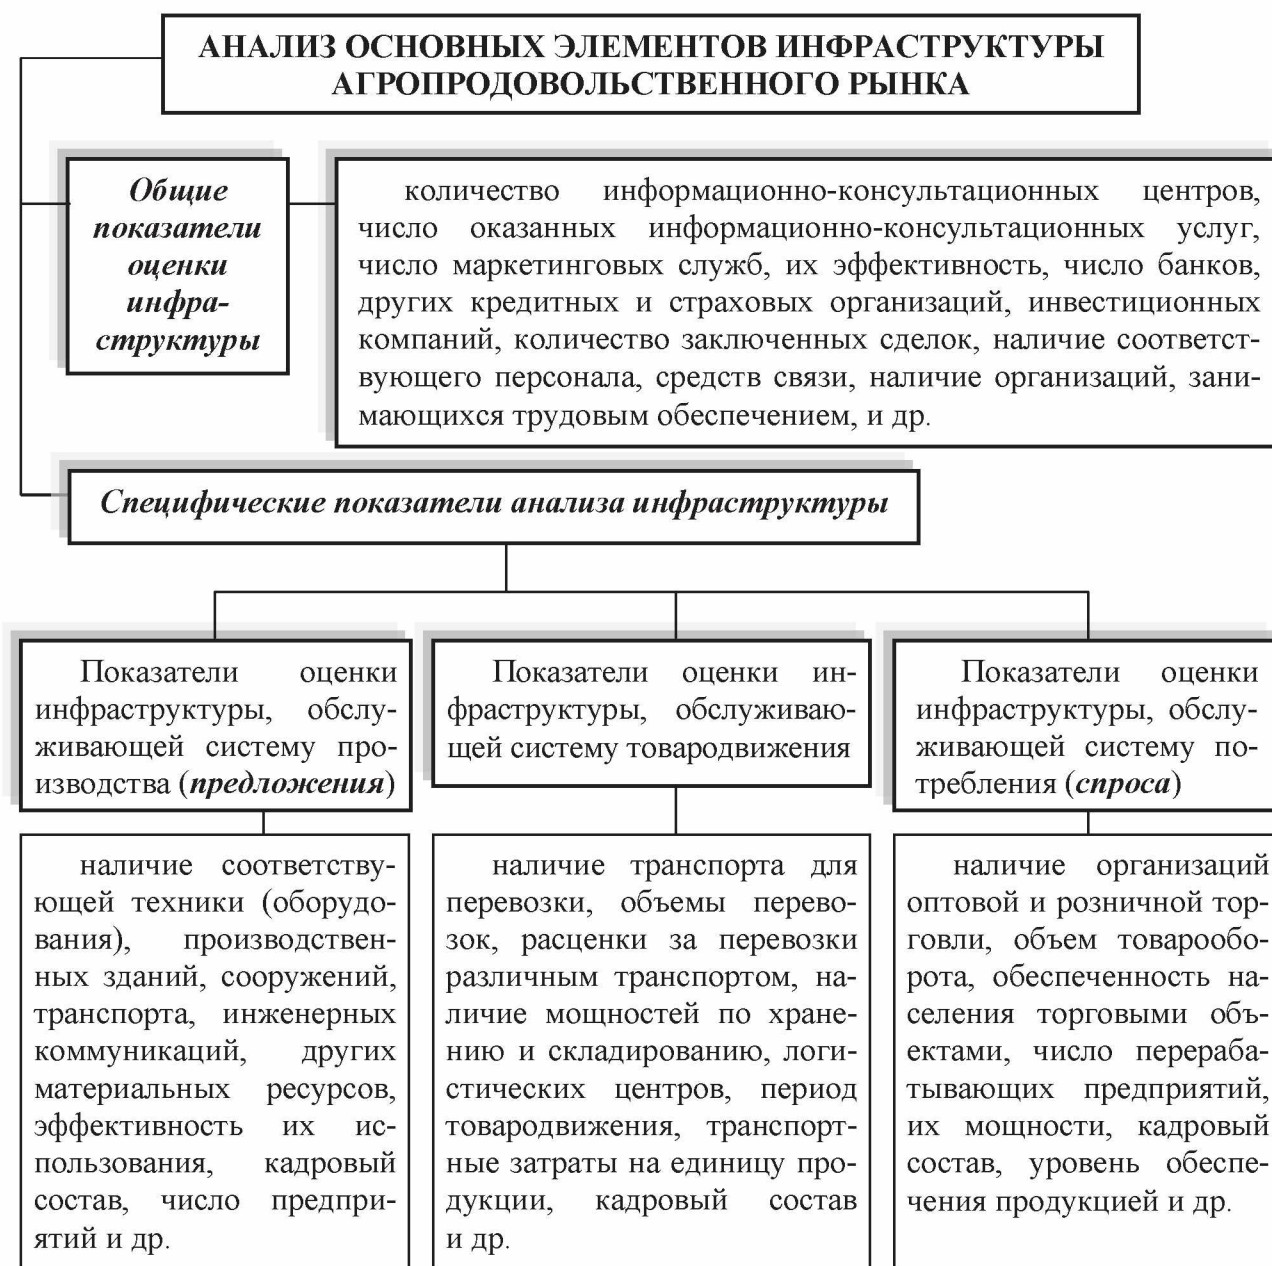 АНАЛИЗ ОСНОВНЫХ ЭЛЕМЕНТОВ ИНФРАСТРУКТУРЫ
АГРОПРОДОВОЛЬСТВЕННОГО РЫНКА
Общие
показатели
оценки
инфра-
структуры
количество информационно-консультационных центров,
число оказанных информационно-консультационных услуг,
число маркетинговых служб, их эффективность, число банков,
других кредитных и страховых организаций, инвестиционных
компаний, количество заключенных сделок, наличие соответст-
вующего персонала, средств связи, наличие организаций, зани-
мающихся трудовым обеспечением, и др.
Специфические показатели анализа инфраструктуры
Показатели оценки
инфраструктуры, обслу-
живающей систему про-
изводства (предложения)
Показатели оценки ин-
фраструктуры, обслуживаю-
щей систему товародвижения
Показатели оценки
инфраструктуры, обслу-
живающей систему по-
требления (спроса)
наличие соответству-
ющей техники (оборудо-
вания), производствен-
ных зданий, сооружений,
транспорта, инженерных
коммуникаций, других
материальных ресурсов,
эффективность их ис-
пользования, кадровый
состав, число предпри-
ятий и др.
наличие транспорта для
перевозки, объемы перево-
зок, расценки за перевозки
различным транспортом, на-
личие мощностей по хране-
нию и складированию, логи-
стических центров, период
товародвижения, транспорт-
ные затраты на единицу про-
дукции, кадровый состав
и др.
наличие организаций
оптовой и розничной тор-
говли, объем товарообо-
рота, обеспеченность на-
селения торговыми объ-
ектами, число перераба-
тывающих предприятий,
их мощности, кадровый
состав, уровень обеспе-
чения продукцией и др.